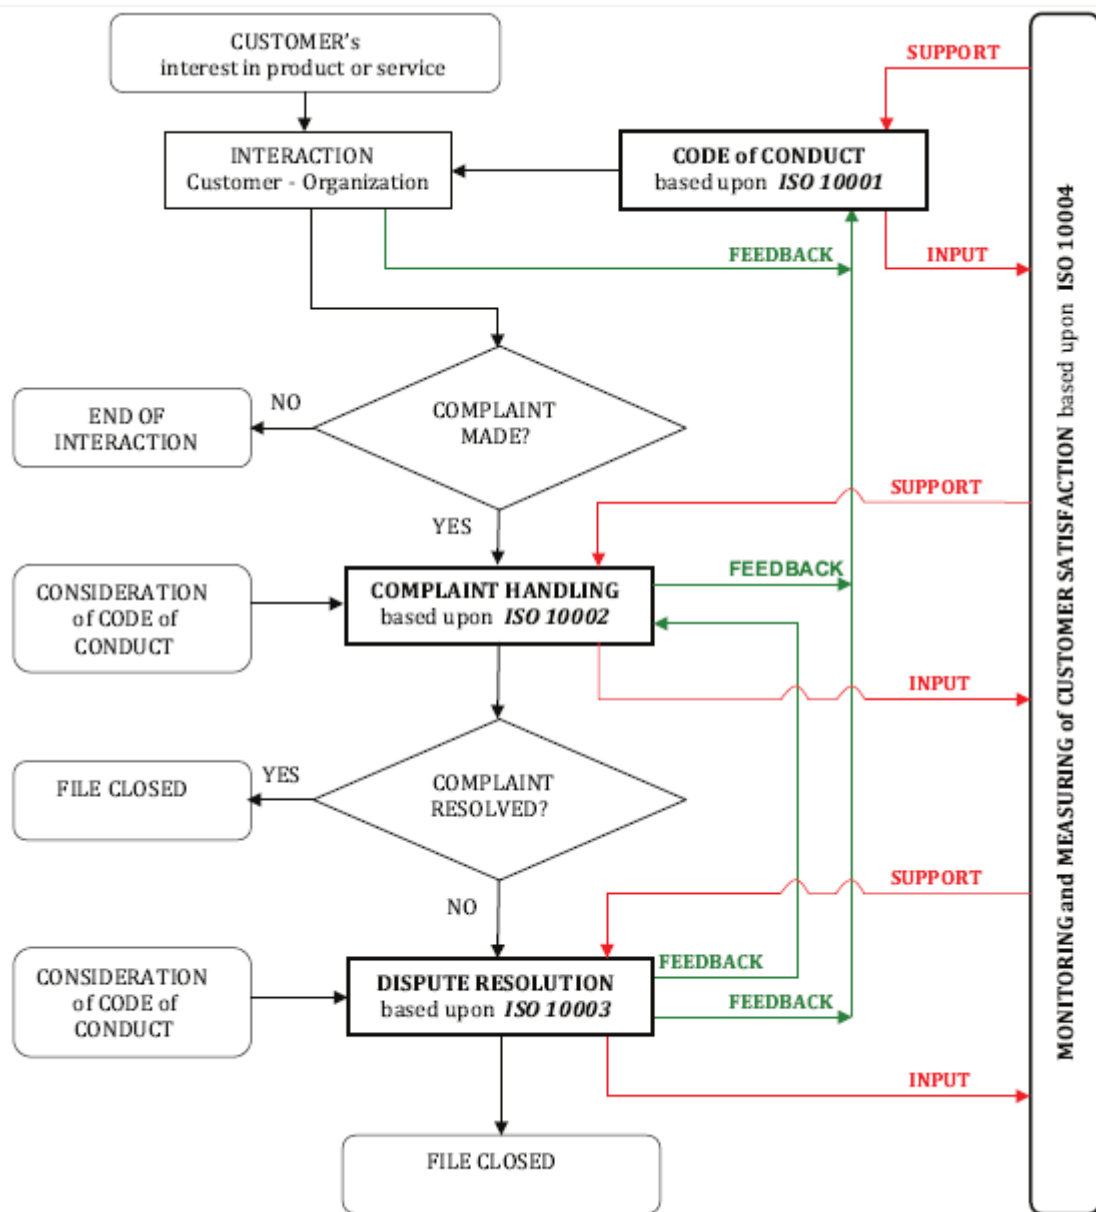 CUSTOMER's
interest in product or service
SUPPORT
INTERACTION
Customer - Organization
CODE of CONDUCT
based upon ISO 10001
FEEDBACK
INPUT
COMPLAINT
MADE?
NO
END OF
INTERACTION
YES
SUPPORT
CONSIDERATION
of CODE of
CONDUCT
COMPLAINT HANDLING
based upon ISO 10002
FEEDBACK
INPUT
COMPLAINT
RESOLVED?
YES
FILE CLOSED
NO
SUPPORT
CONSIDERATION
of CODE of
CONDUCT
DISPUTE RESOLUTION
based upon ISO 10003
FEEDBACK
FEEDBACK
INPUT
FILE CLOSED
MONITORING and MEASURING of CUSTOMER SATISFACTION based upon ISO 10004